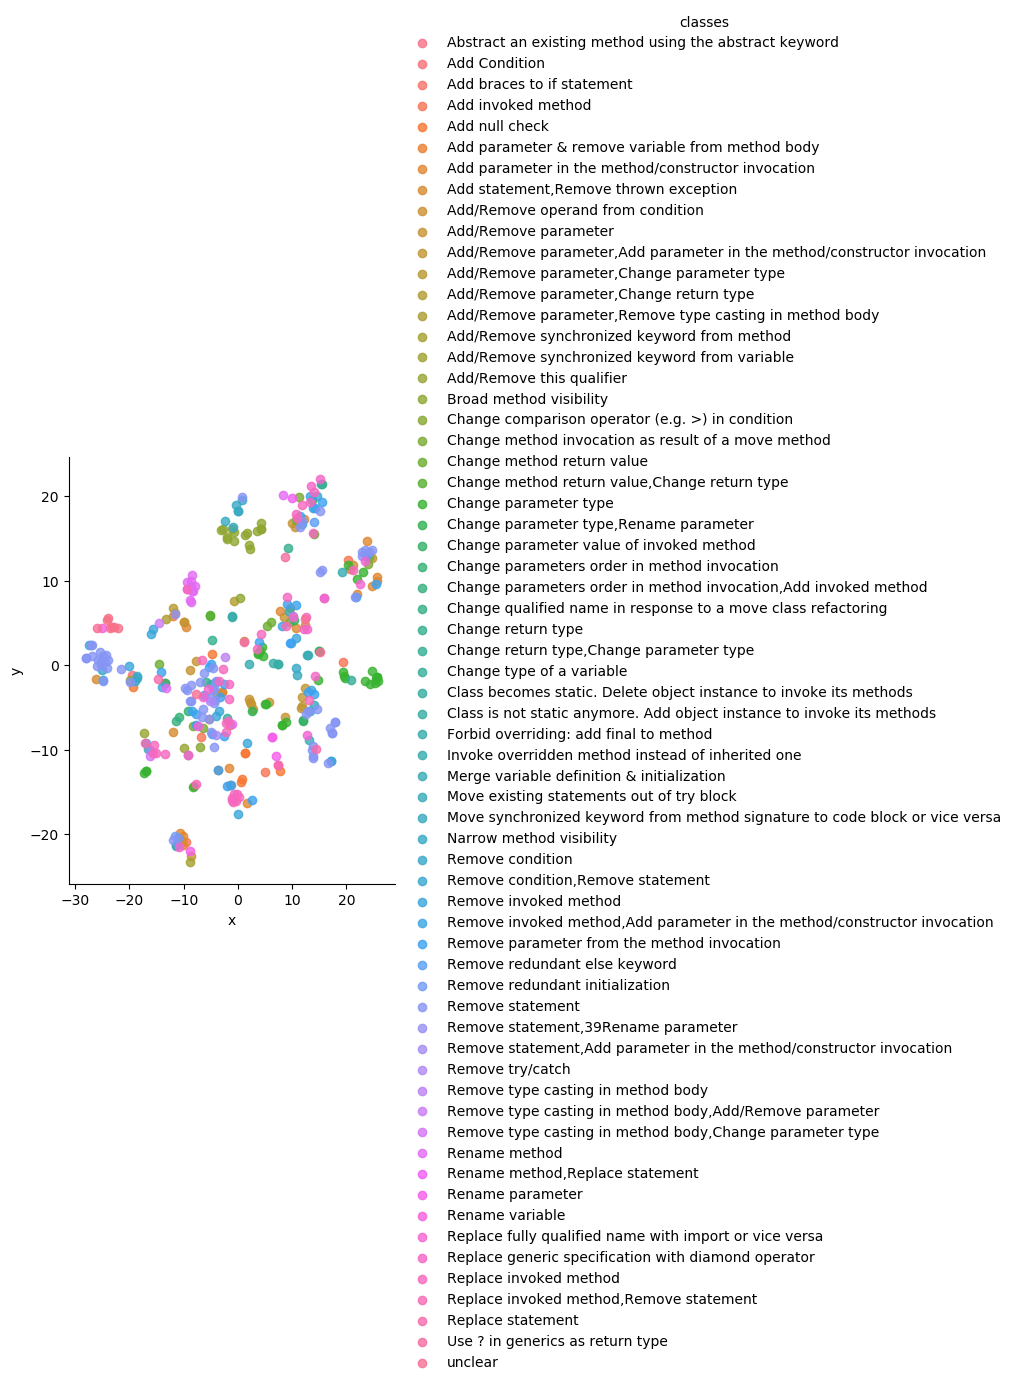 classes
Abstract an existing method using the abstract keyword
Add Condition
Add braces to if statement
Add invoked method
Add null check
Add parameter & remove variable from method body
Add parameter in the method/constructor invocation
Add statement,Remove thrown exception
Add/Remove operand from condition
Add/Remove parameter
Add/Remove parameter,Add parameter in the method/constructor invocation
Add/Remove parameter,Change parameter type
Add/Remove parameter,Change return type
Add/Remove parameter,Remove type casting in method body
Add/Remove synchronized keyword from method
Add/Remove synchronized keyword from variable
Add/Remove this qualifier
Broad method visibility
Change comparison operator (e.g. >) in condition
Change method invocation as result of a move method
Change method return value
Change method return value,Change return type
Change parameter type
Change parameter type,Rename parameter
Change parameter value of invoked method
Change parameters order in method invocation
Change parameters order in method invocation,Add invoked method
Change qualified name in response to a move class refactoring
Change return type
Change return type,Change parameter type
Change type of a variable
Class becomes static. Delete object instance to invoke its methods
Class is not static anymore. Add object instance to invoke its methods
Forbid overriding: add final to method
Invoke overridden method instead of inherited one
Merge variable definition & initialization
Move existing statements out of try block
Move synchronized keyword from method signature to code block or vice versa
Narrow method visibility
Remove condition
Remove condition,Remove statement
Remove invoked method
Remove invoked method,Add parameter in the method/constructor invocation
Remove parameter from the method invocation
Remove redundant else keyword
Remove redundant initialization
Remove statement
Remove statement,39Rename parameter
Remove statement,Add parameter in the method/constructor invocation
Remove try/catch
Remove type casting in method body
Remove type casting in method body,Add/Remove parameter
Remove type casting in method body,Change parameter type
Rename method
Rename method,Replace statement
Rename parameter
Rename variable
Replace fully qualified name with import or vice versa
Replace generic specification with diamond operator
Replace invoked method
Replace invoked method,Remove statement
Replace statement
Use ? in generics as return type
unclear
20
10
0
−10
−20
y
−30 −20 −10 0 10 20
x